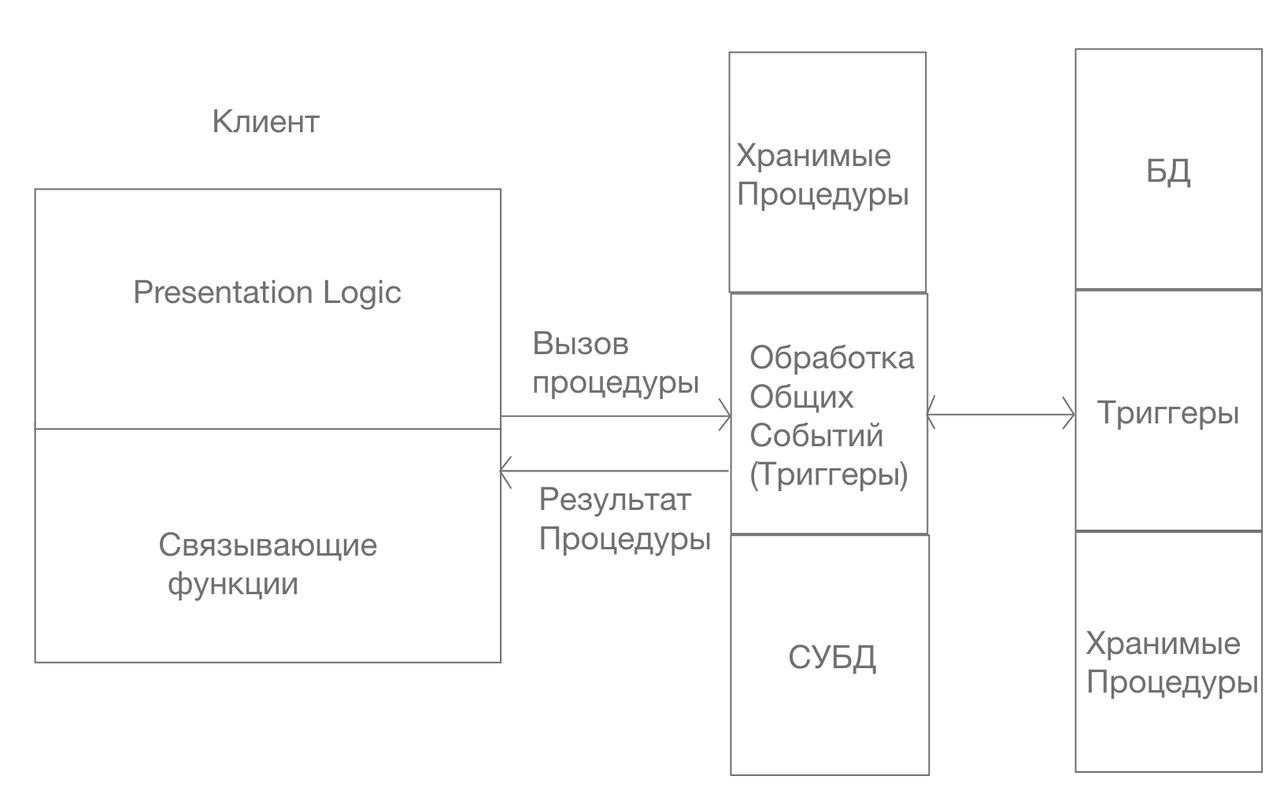 Клиент
Presentation Logic
Связывающие
функции
Вызов
процедуры
Результат
Процедуры
Хранимые
Процедуры
Обработка
Общих
Событий
(Триггеры)
СУБД
БД
Триггеры
Хранимые
Процедуры